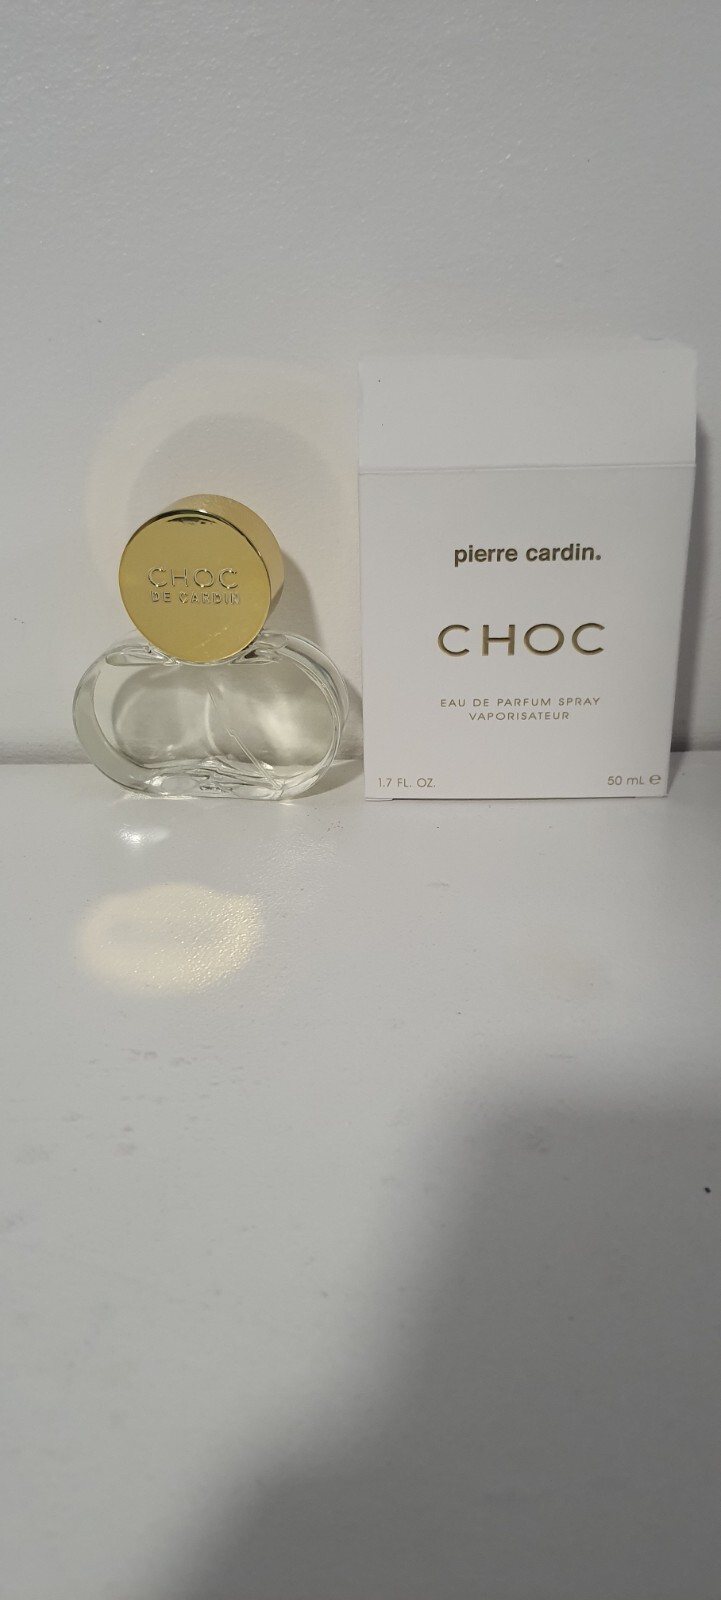 CHOC
DE CARDIN
pierre cardin.
CHOC
EAU DE PARFUM SPRAY
VAPORISATEUR
1.7 FL. OZ.
50 mL ℮